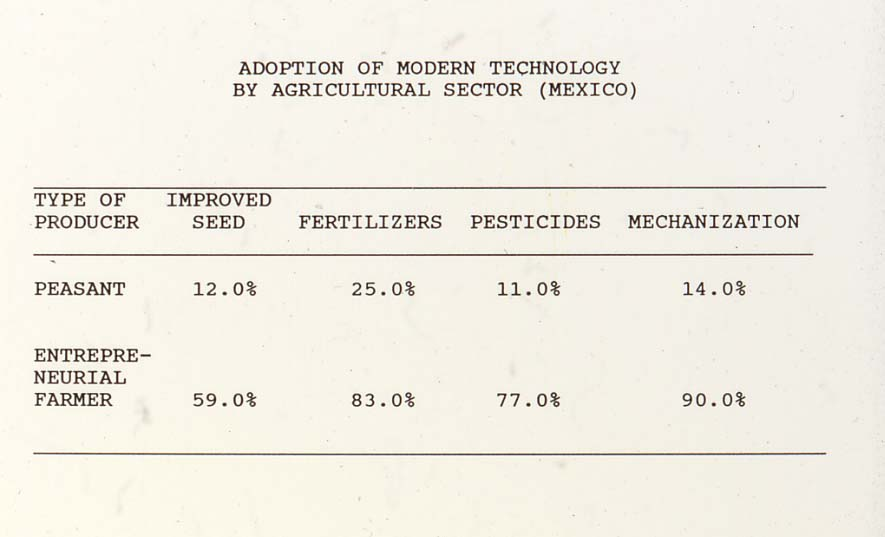 ADOPTION OF MODERN TECHNOLOGY
BY AGRICULTURAL SECTOR (MEXICO)
TYPE OF IMPROVED
PRODUCER SEED FERTILIZERS PESTICIDES MECHANIZATION
PEASANT 12.0% 25.0% 11.0% 14.0%
ENTREPRE-
NEURIAL
FARMER 59.0% 83.0% 77.0% 90.0%